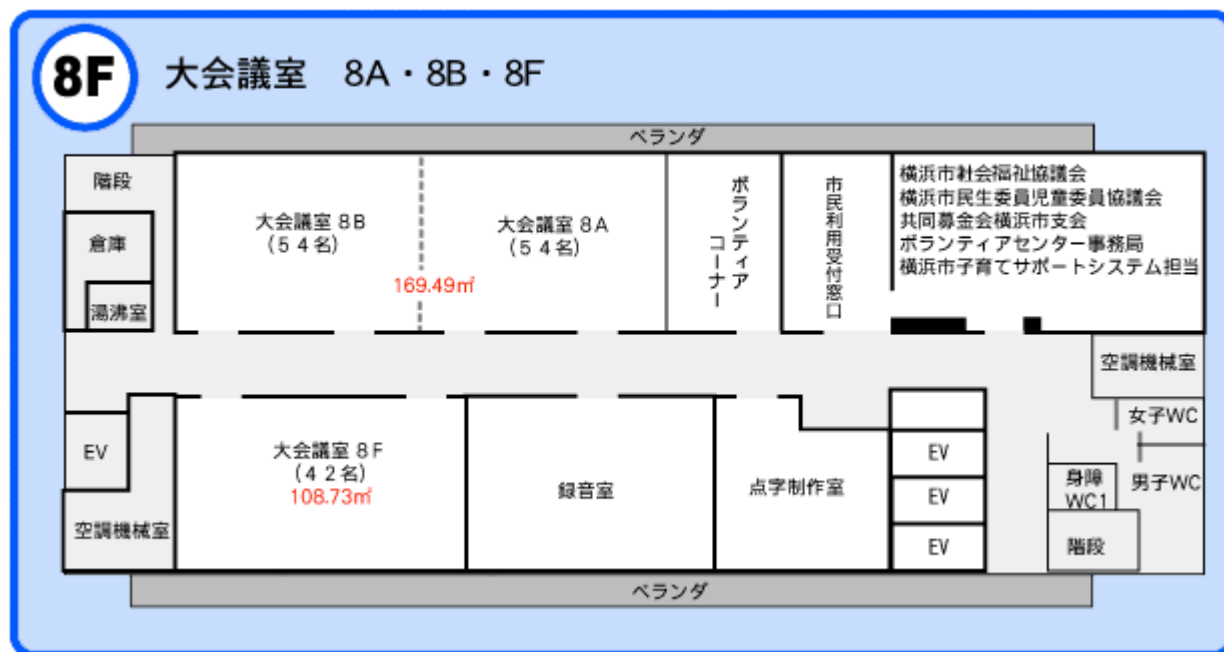 8F
大会議室 8A・8B・8F
ベランダ
階段
倉庫
湯沸室
大会議室 8B
(54名)
大会議室 8A
(54名)
169.49㎡
ボランティア
コーナー
市民利用受付窓口
横浜市社会福祉協議会
横浜市民生委員児童委員協議会
共同募金会横浜市支会
ボランティアセンター事務局
横浜市子育てサポートシステム担当
空調機械室
女子WC
男子WC
身障
WC1
階段
EV
空調機械室
大会議室 8F
(42名)
108.73㎡
録音室
点字制作室
EV
EV
EV
ベランダ